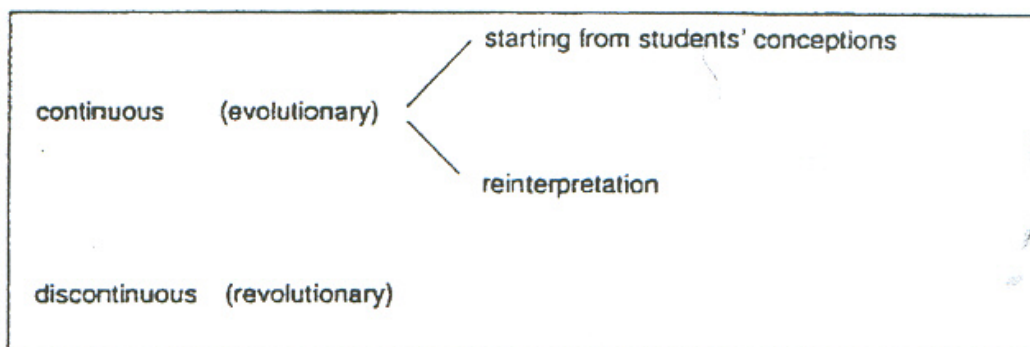 starting from students' conceptions
continuous (evolutionary)
reinterpretation
discontinuous (revolutionary)